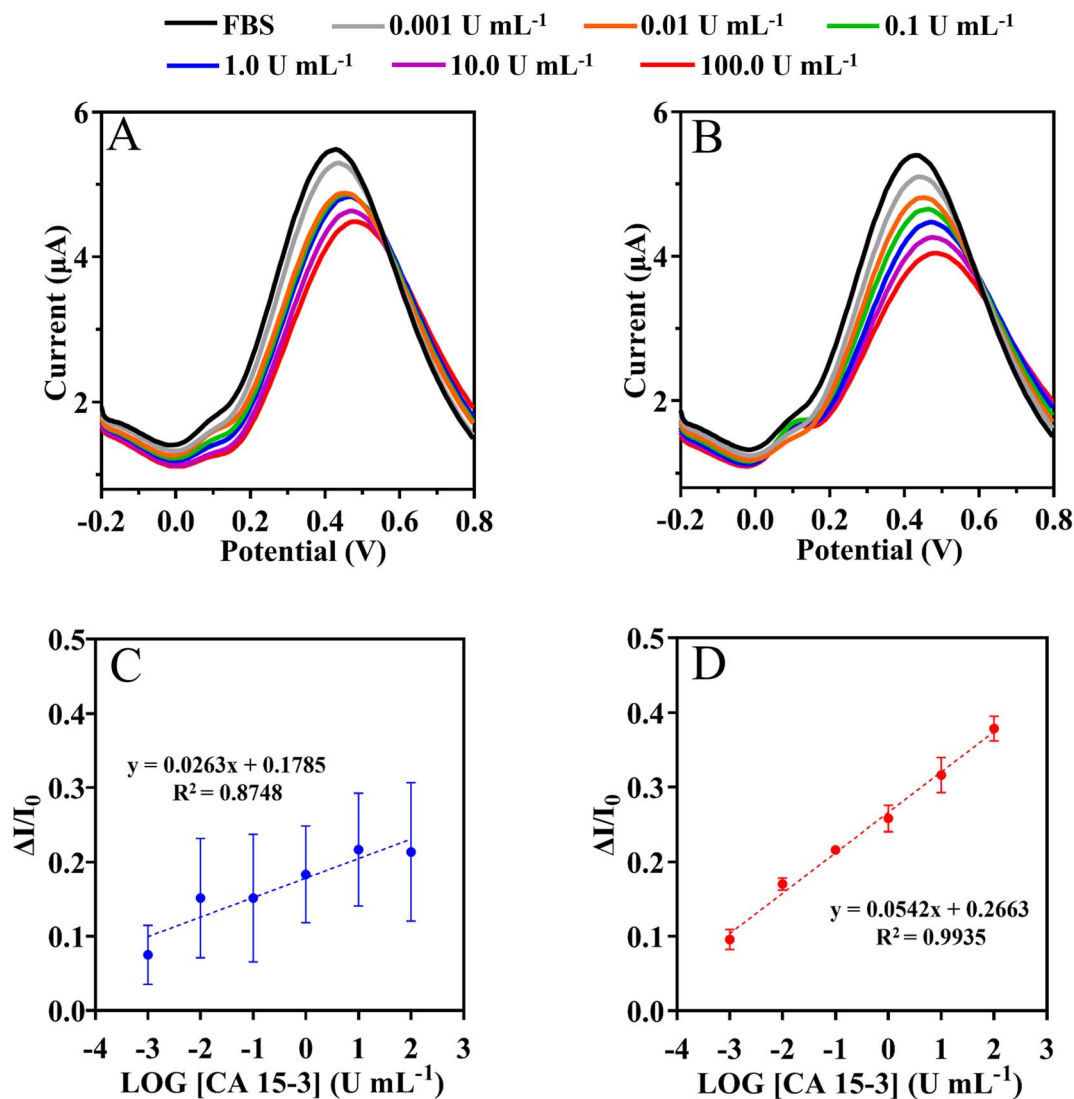 FBS 0.001 U mL⁻¹ 0.01 U mL⁻¹ 0.1 U mL⁻¹
1.0 U mL⁻¹ 10.0 U mL⁻¹ 100.0 U mL⁻¹
A
6
4
2
Current (µA)
-0.2 0.0 0.2 0.4 0.6 0.8
Potential (V)
B
6
4
2
Current (µA)
-0.2 0.0 0.2 0.4 0.6 0.8
Potential (V)
C
0.5
0.4
0.3
0.2
0.1
0.0
ΔI/I₀
y = 0.0263x + 0.1785
R² = 0.8748
-4 -3 -2 -1 0 1 2 3
LOG [CA 15-3] (U mL⁻¹)
D
0.5
0.4
0.3
0.2
0.1
0.0
ΔI/I₀
y = 0.0542x + 0.2663
R² = 0.9935
-4 -3 -2 -1 0 1 2 3
LOG [CA 15-3] (U mL⁻¹)